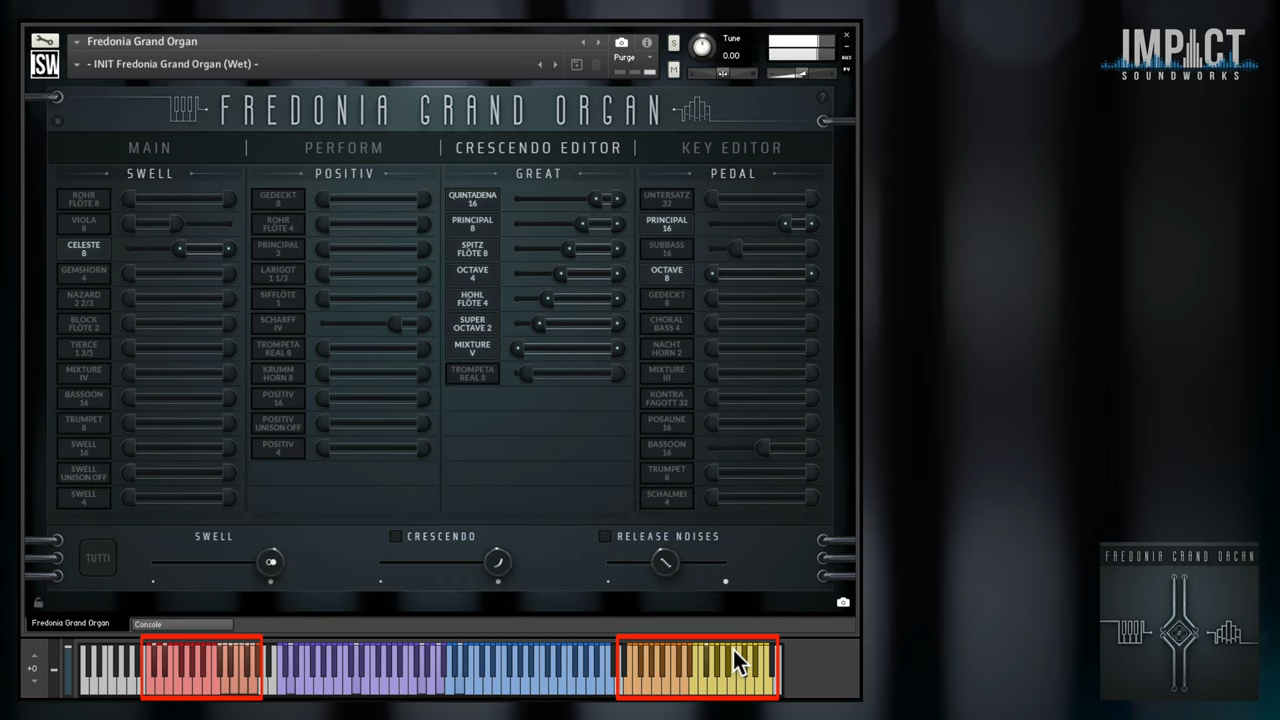 Fredonia Grand Organ
- INIT Fredonia Grand Organ (Wet) -
Purge
S
M
Tune
0.00
AUX
PV
ISW
IMPACT
SOUNDWORKS
FREDONIA GRAND ORGAN
MAIN
PERFORM
CRESCENDO EDITOR
KEY EDITOR
SWELL
ROHR
FLÖTE 8
VIOLA
8
CELESTE
8
GEMSHORN
4
NAZARD
2 2/3
BLOCK
FLÖTE 2
TIERCE
1 3/5
MIXTURE
IV
BASSOON
16
TRUMPET
8
SWELL
16
SWELL
UNISON OFF
SWELL
4
POSITIV
GEDECKT
8
ROHR
FLÖTE 4
PRINCIPAL
2
LARIGOT
1 1/3
SIFFLÖTE
1
SCHARFF
IV
TROMPETA
REAL 8
KRUMM
HORN 8
POSITIV
16
POSITIV
UNISON OFF
POSITIV
4
GREAT
QUINTADENA
16
PRINCIPAL
8
SPITZ
FLÖTE 8
OCTAVE
4
HOHL
FLÖTE 4
SUPER
OCTAVE 2
MIXTURE
V
TROMPETA
REAL 8
PEDAL
UNTERSATZ
32
PRINCIPAL
16
SUBBASS
16
OCTAVE
8
GEDECKT
8
CHORAL
BASS 4
NACHT
HORN 2
MIXTURE
III
KONTRA
FAGOTT 32
POSAUNE
16
BASSOON
16
TRUMPET
8
SCHALMEI
4
TUTTI
SWELL
CRESCENDO
RELEASE NOISES
Fredonia Grand Organ
Console
+0
FREDONIA GRAND ORGAN